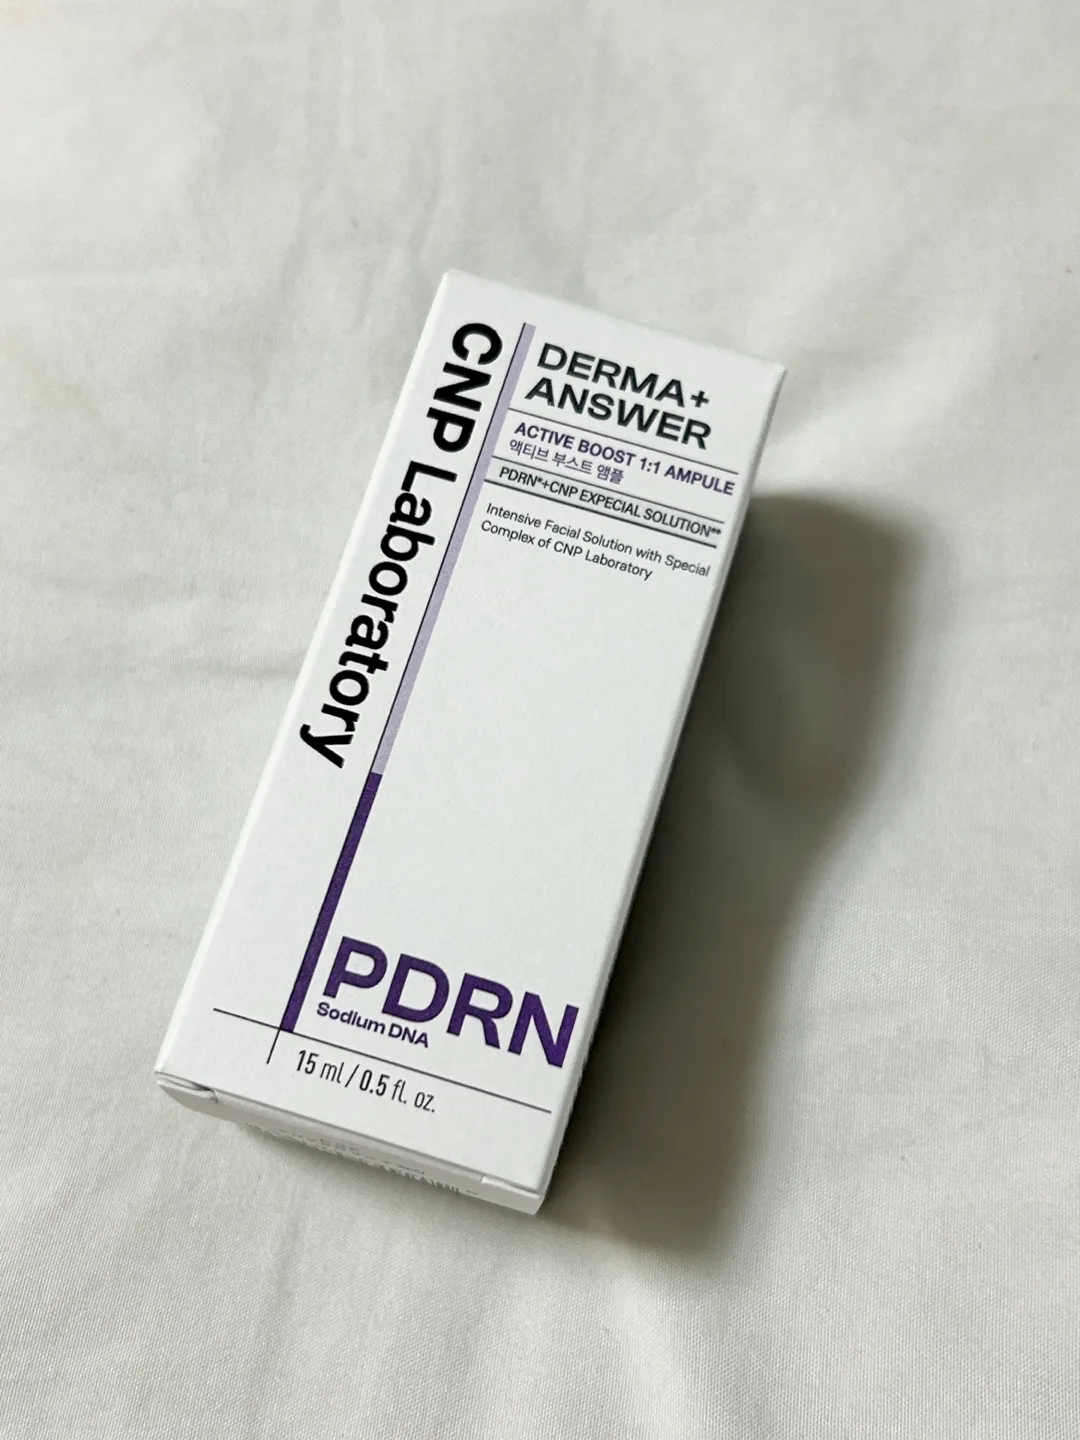 CNP Laboratory
DERMA+
ANSWER
ACTIVE BOOST 1:1 AMPULE
액티브 부스트 앰플
PDRN*+CNP EXPECIAL SOLUTION**
Intensive Facial Solution with Special
Complex of CNP Laboratory
PDRN
Sodium DNA
15 ml / 0.5 fl. oz.